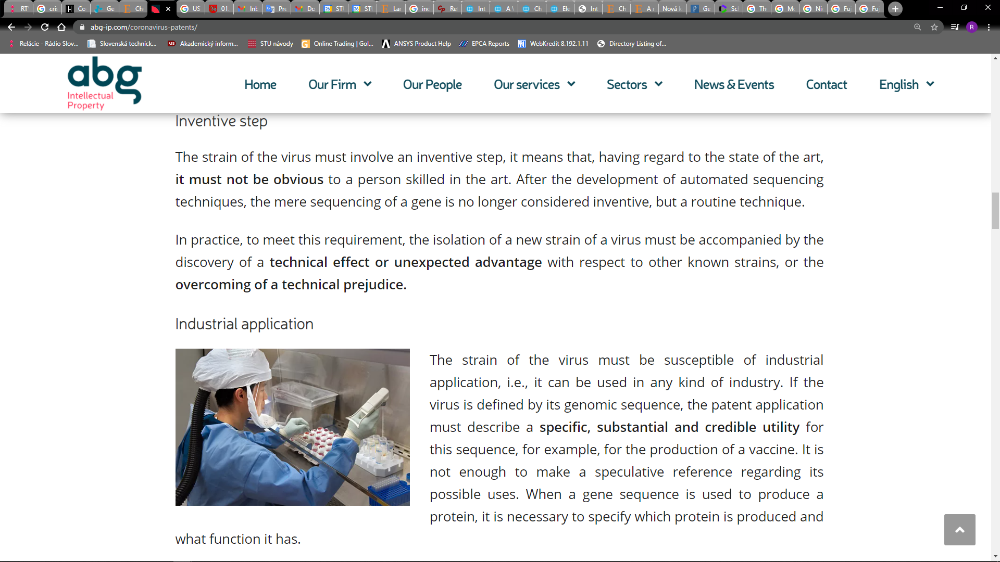 RT
cris
Co
Ge
Ch
US
01.
Inb
Pre
Do
ST
ST
Lar
inc
Re
Int
A V
Ch
Ele
Int
Ch
A r
Nová k
Ge
Sch
Th
Mo
Nic
Fuj
Fuj
abg-ip.com/coronavirus-patents/
R
Relácie - Rádio Slov...
Slovenská technick...
AIS
Akademický inform...
STU návody
Online Trading | Gol...
ANSYS Product Help
EPCA Reports
WebKredit 8.192.1.11
Directory Listing of...
abg
Intellectual
Property
Home Our Firm Our People Our services Sectors News & Events Contact English
Inventive step
The strain of the virus must involve an inventive step, it means that, having regard to the state of the art,
it must not be obvious to a person skilled in the art. After the development of automated sequencing
techniques, the mere sequencing of a gene is no longer considered inventive, but a routine technique.
In practice, to meet this requirement, the isolation of a new strain of a virus must be accompanied by the
discovery of a technical effect or unexpected advantage with respect to other known strains, or the
overcoming of a technical prejudice.
Industrial application
The strain of the virus must be susceptible of industrial
application, i.e., it can be used in any kind of industry. If the
virus is defined by its genomic sequence, the patent application
must describe a specific, substantial and credible utility for
this sequence, for example, for the production of a vaccine. It is
not enough to make a speculative reference regarding its
possible uses. When a gene sequence is used to produce a
protein, it is necessary to specify which protein is produced and
what function it has.